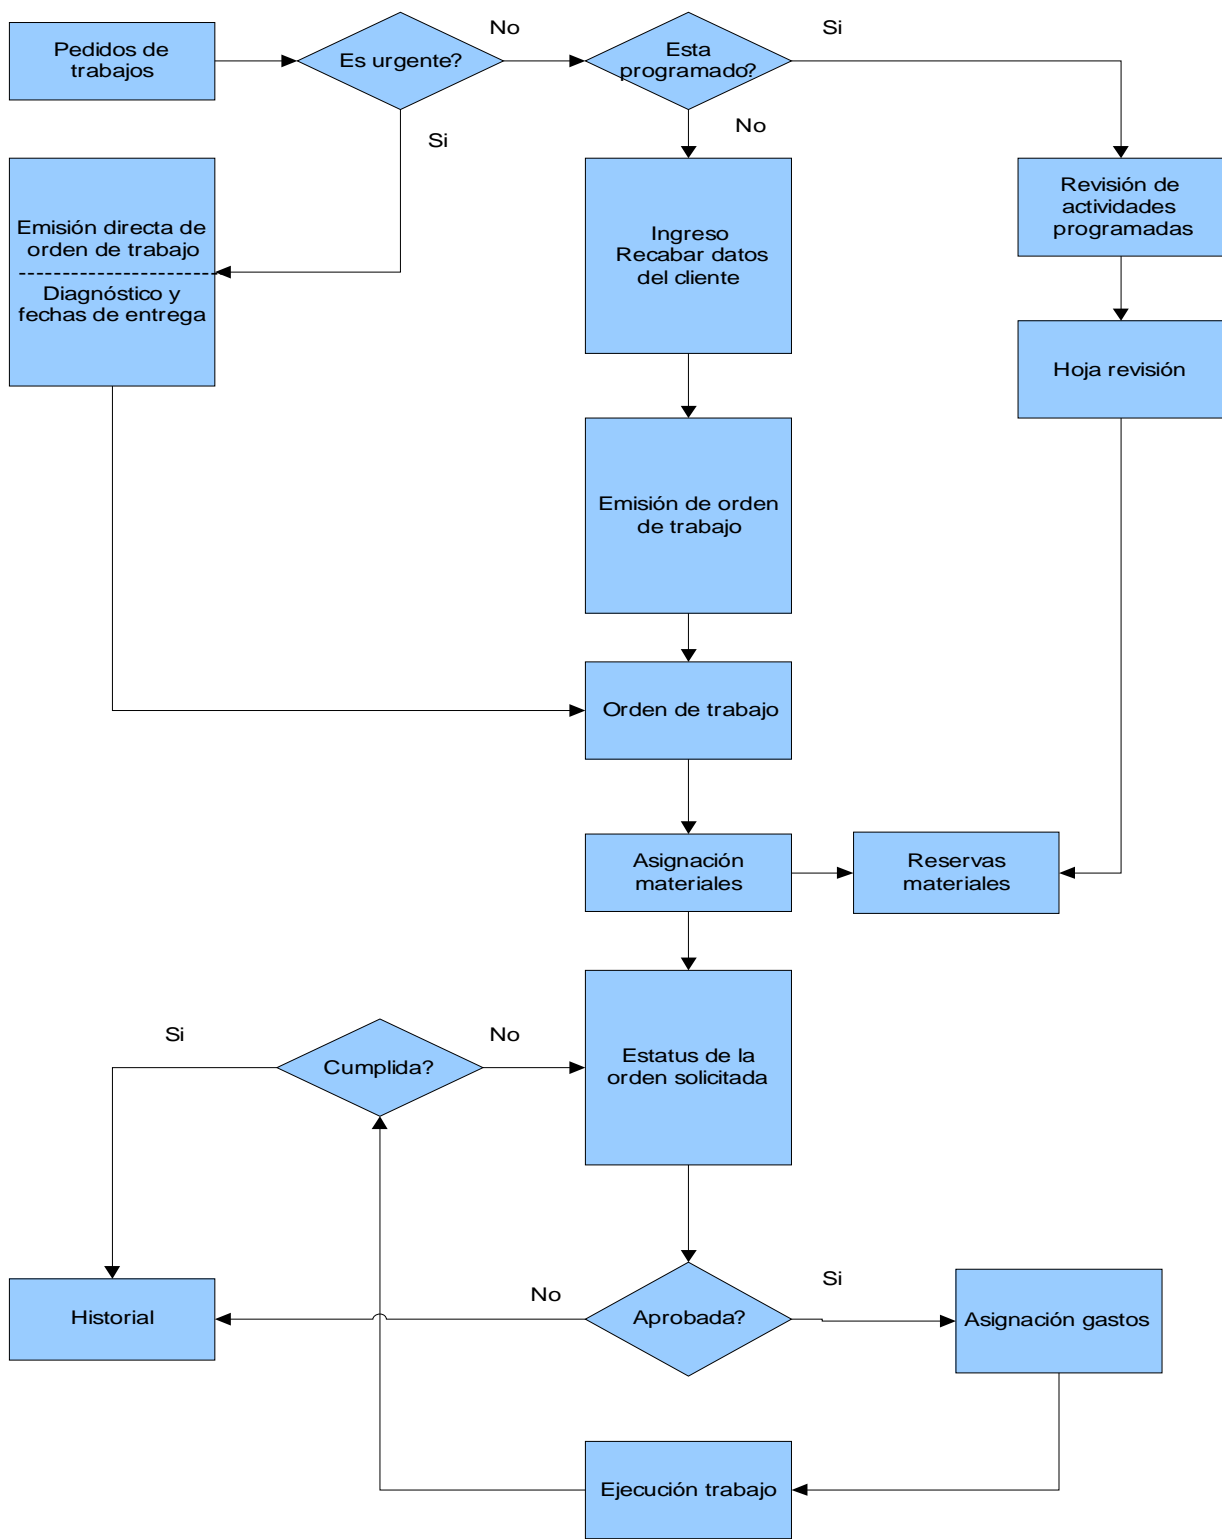 Pedidos de
trabajos
Es urgente?
No
Esta
programado?
Si
Si
No
Emisión directa de
orden de trabajo
Diagnóstico y
fechas de entrega
Ingreso
Recabar datos
del cliente
Revisión de
actividades
programadas
Hoja revisión
Emisión de orden
de trabajo
Orden de trabajo
Asignación
materiales
Reservas
materiales
Si
Cumplida?
No
Estatus de la
orden solicitada
Historial
No
Aprobada?
Si
Asignación gastos
Ejecución trabajo